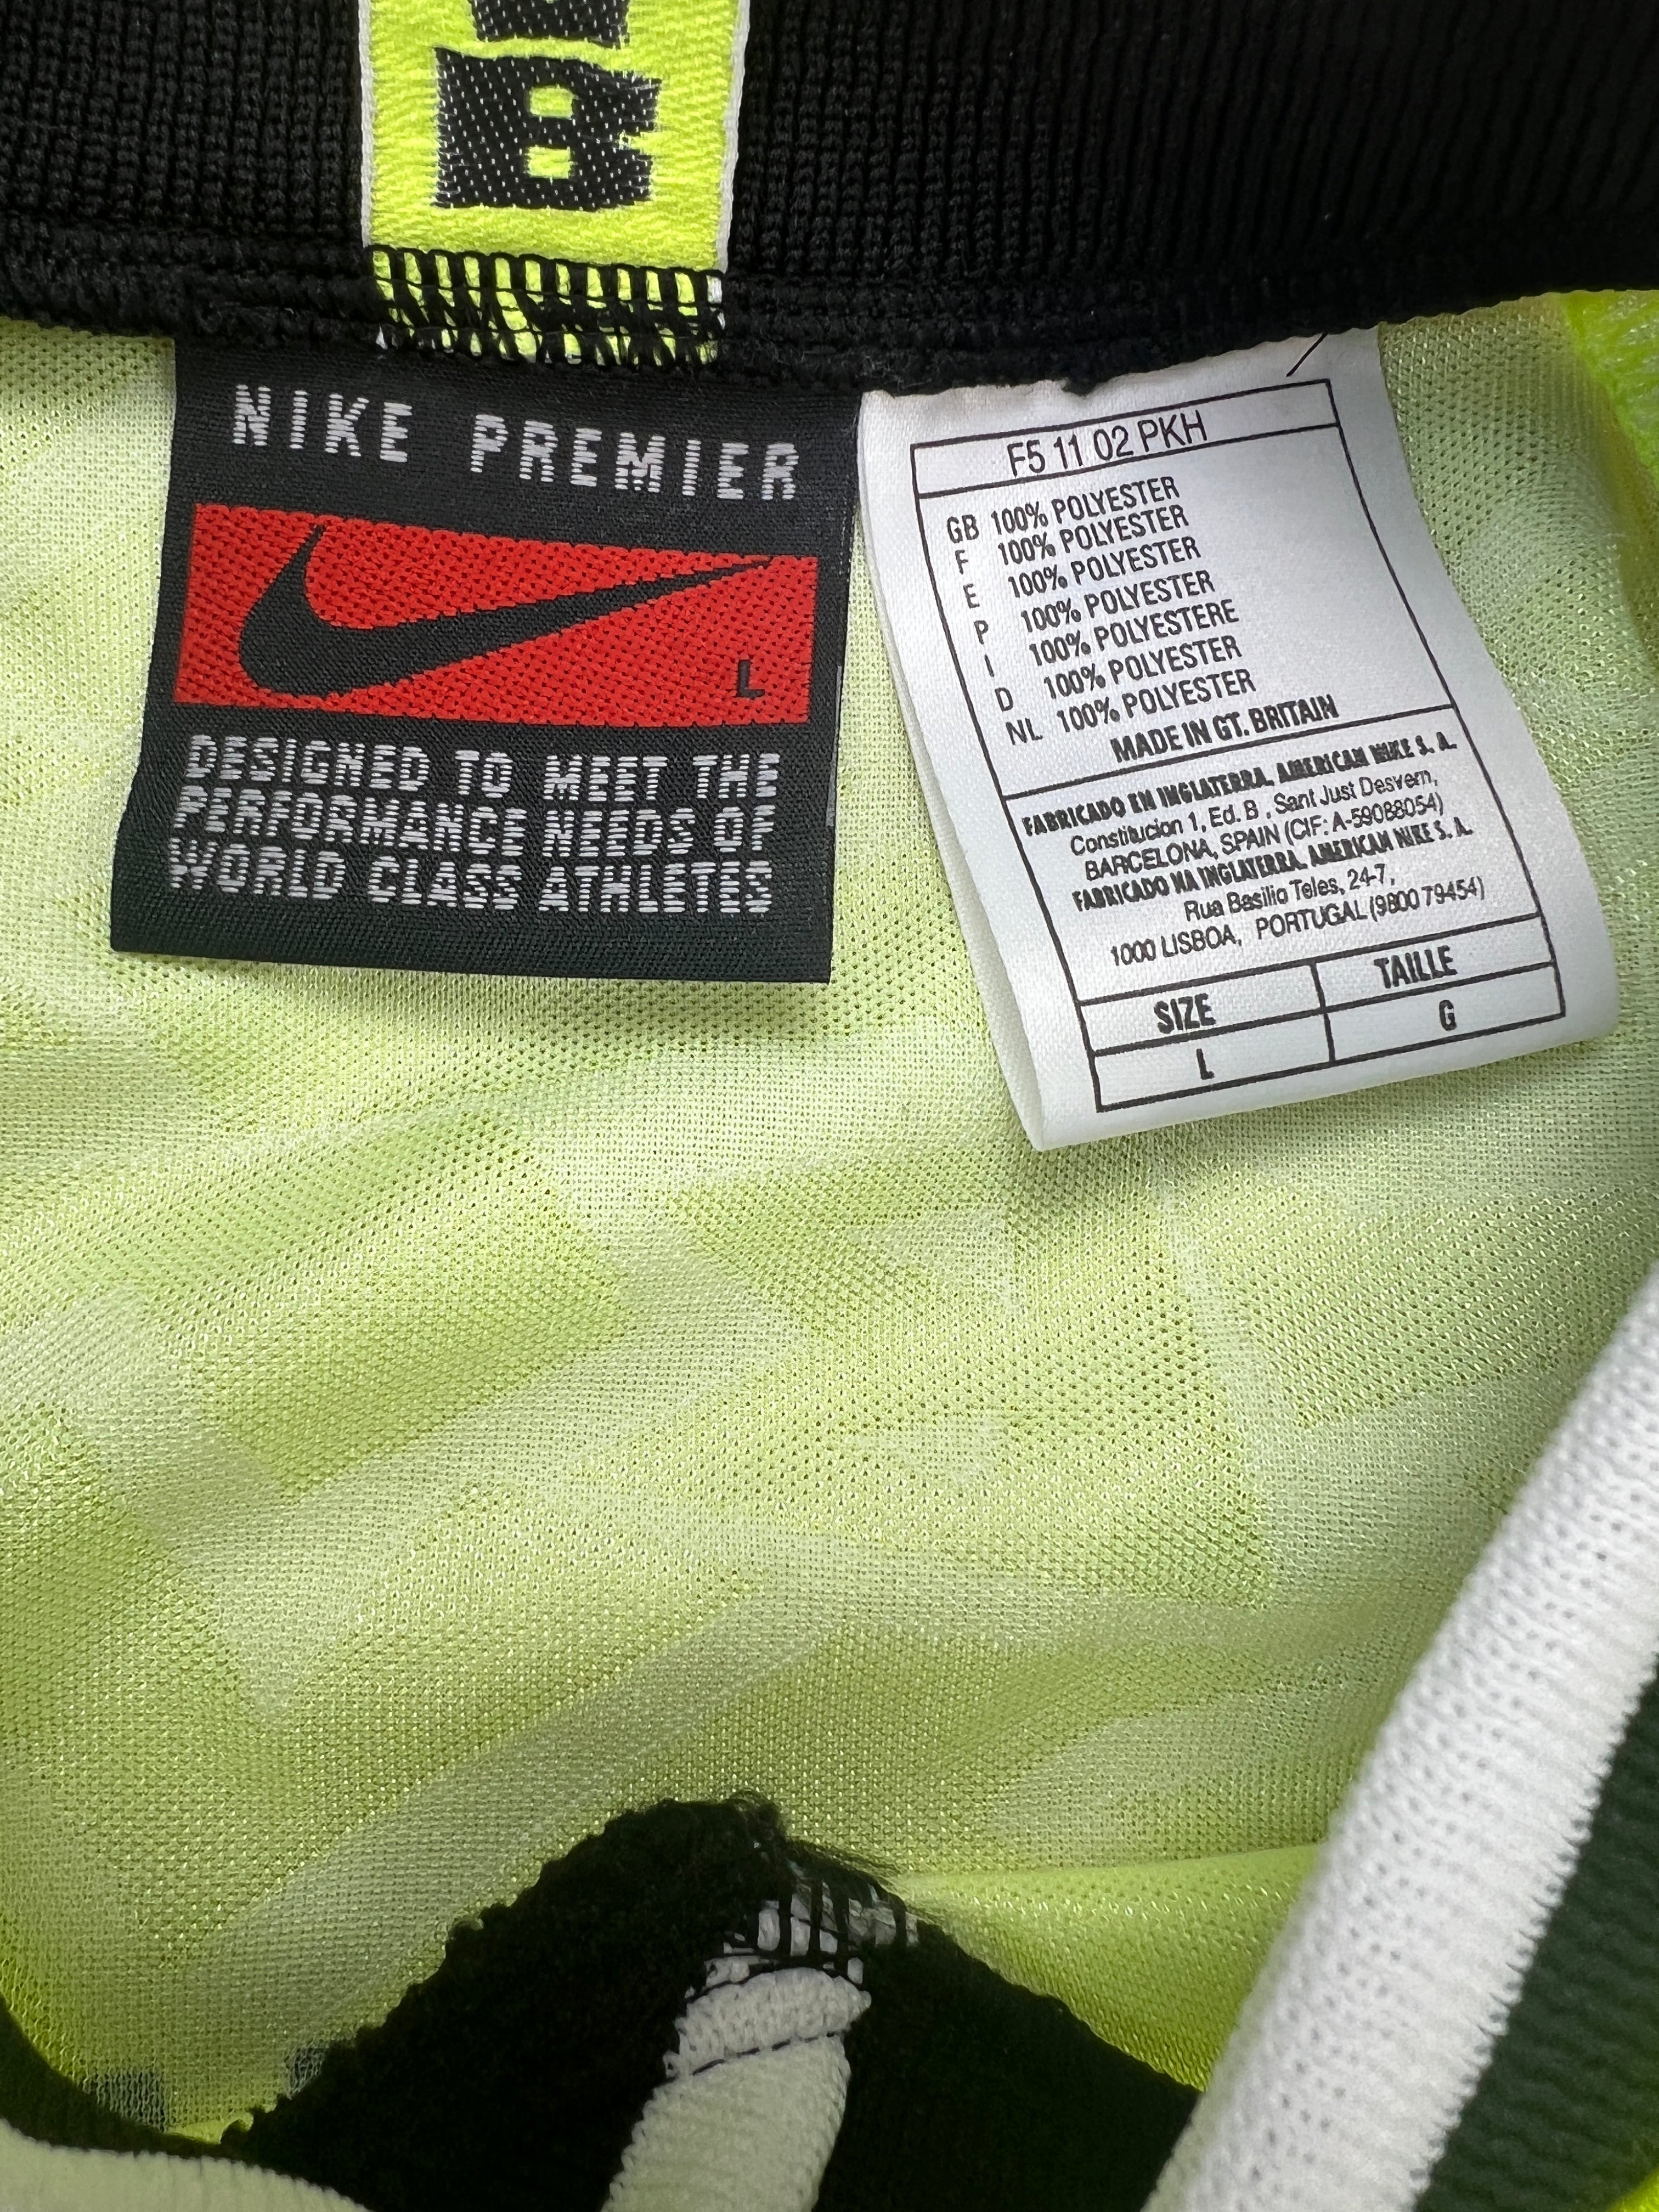 B
NIKE PREMIER
L
DESIGNED TO MEET THE
PERFORMANCE NEEDS OF
WORLD CLASS ATHLETES
F5 11 02 PKH
GB 100% POLYESTER
F 100% POLYESTER
E 100% POLYESTER
P 100% POLYESTER
I 100% POLYESTERE
D 100% POLYESTER
NL 100% POLYESTER
MADE IN GT. BRITAIN
FABRICADO EN INGLATERRA, AMERICAN NIKE S. A.
Constitucion 1, Ed. B , Sant Just Desvern,
BARCELONA, SPAIN (CIF: A-59088054)
FABRICADO NA INGLATERRA. AMERICAN NIKE S. A.
Rua Basilio Teles, 24-7,
1000 LISBOA, PORTUGAL (9800 79454)
SIZE TAILLE
L G